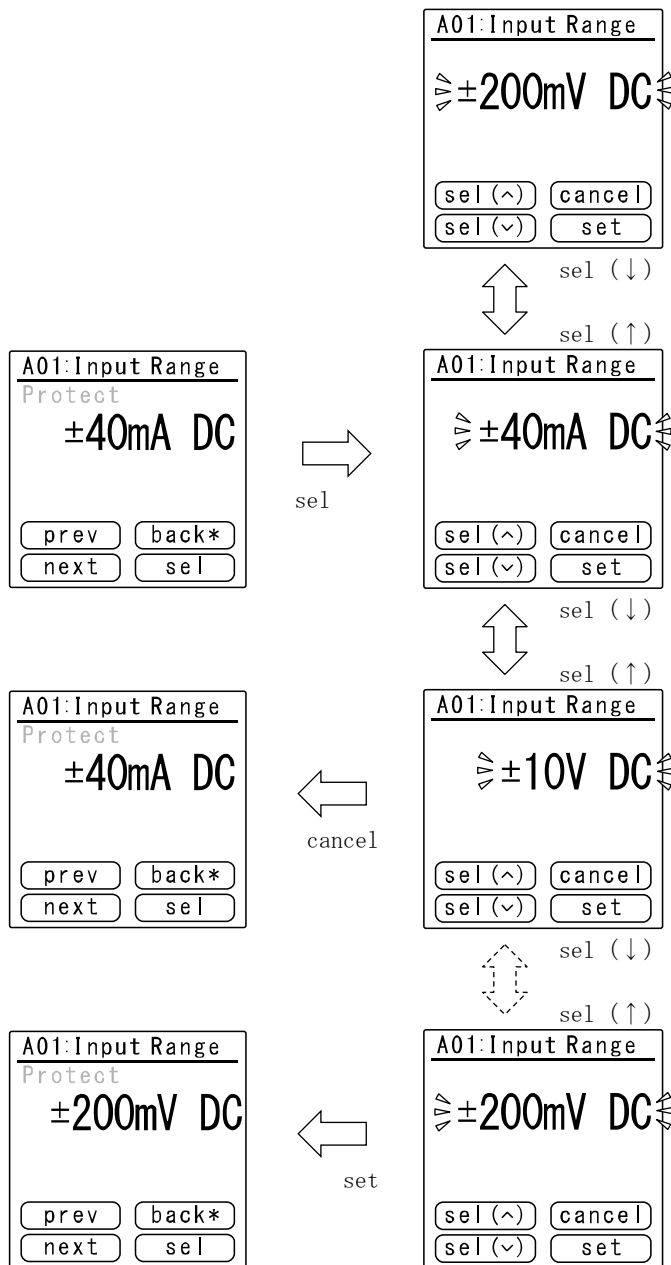 A01:Input Range
±200mV DC
sel(^) cancel
sel(v) set
sel (↓)
sel (↑)
A01:Input Range
Protect
±40mA DC
prev back*
next sel
sel
A01:Input Range
±40mA DC
sel(^) cancel
sel(v) set
sel (↓)
sel (↑)
A01:Input Range
Protect
±40mA DC
prev back*
next sel
cancel
A01:Input Range
±10V DC
sel(^) cancel
sel(v) set
sel (↓)
sel (↑)
A01:Input Range
Protect
±200mV DC
prev back*
next sel
set
A01:Input Range
±200mV DC
sel(^) cancel
sel(v) set